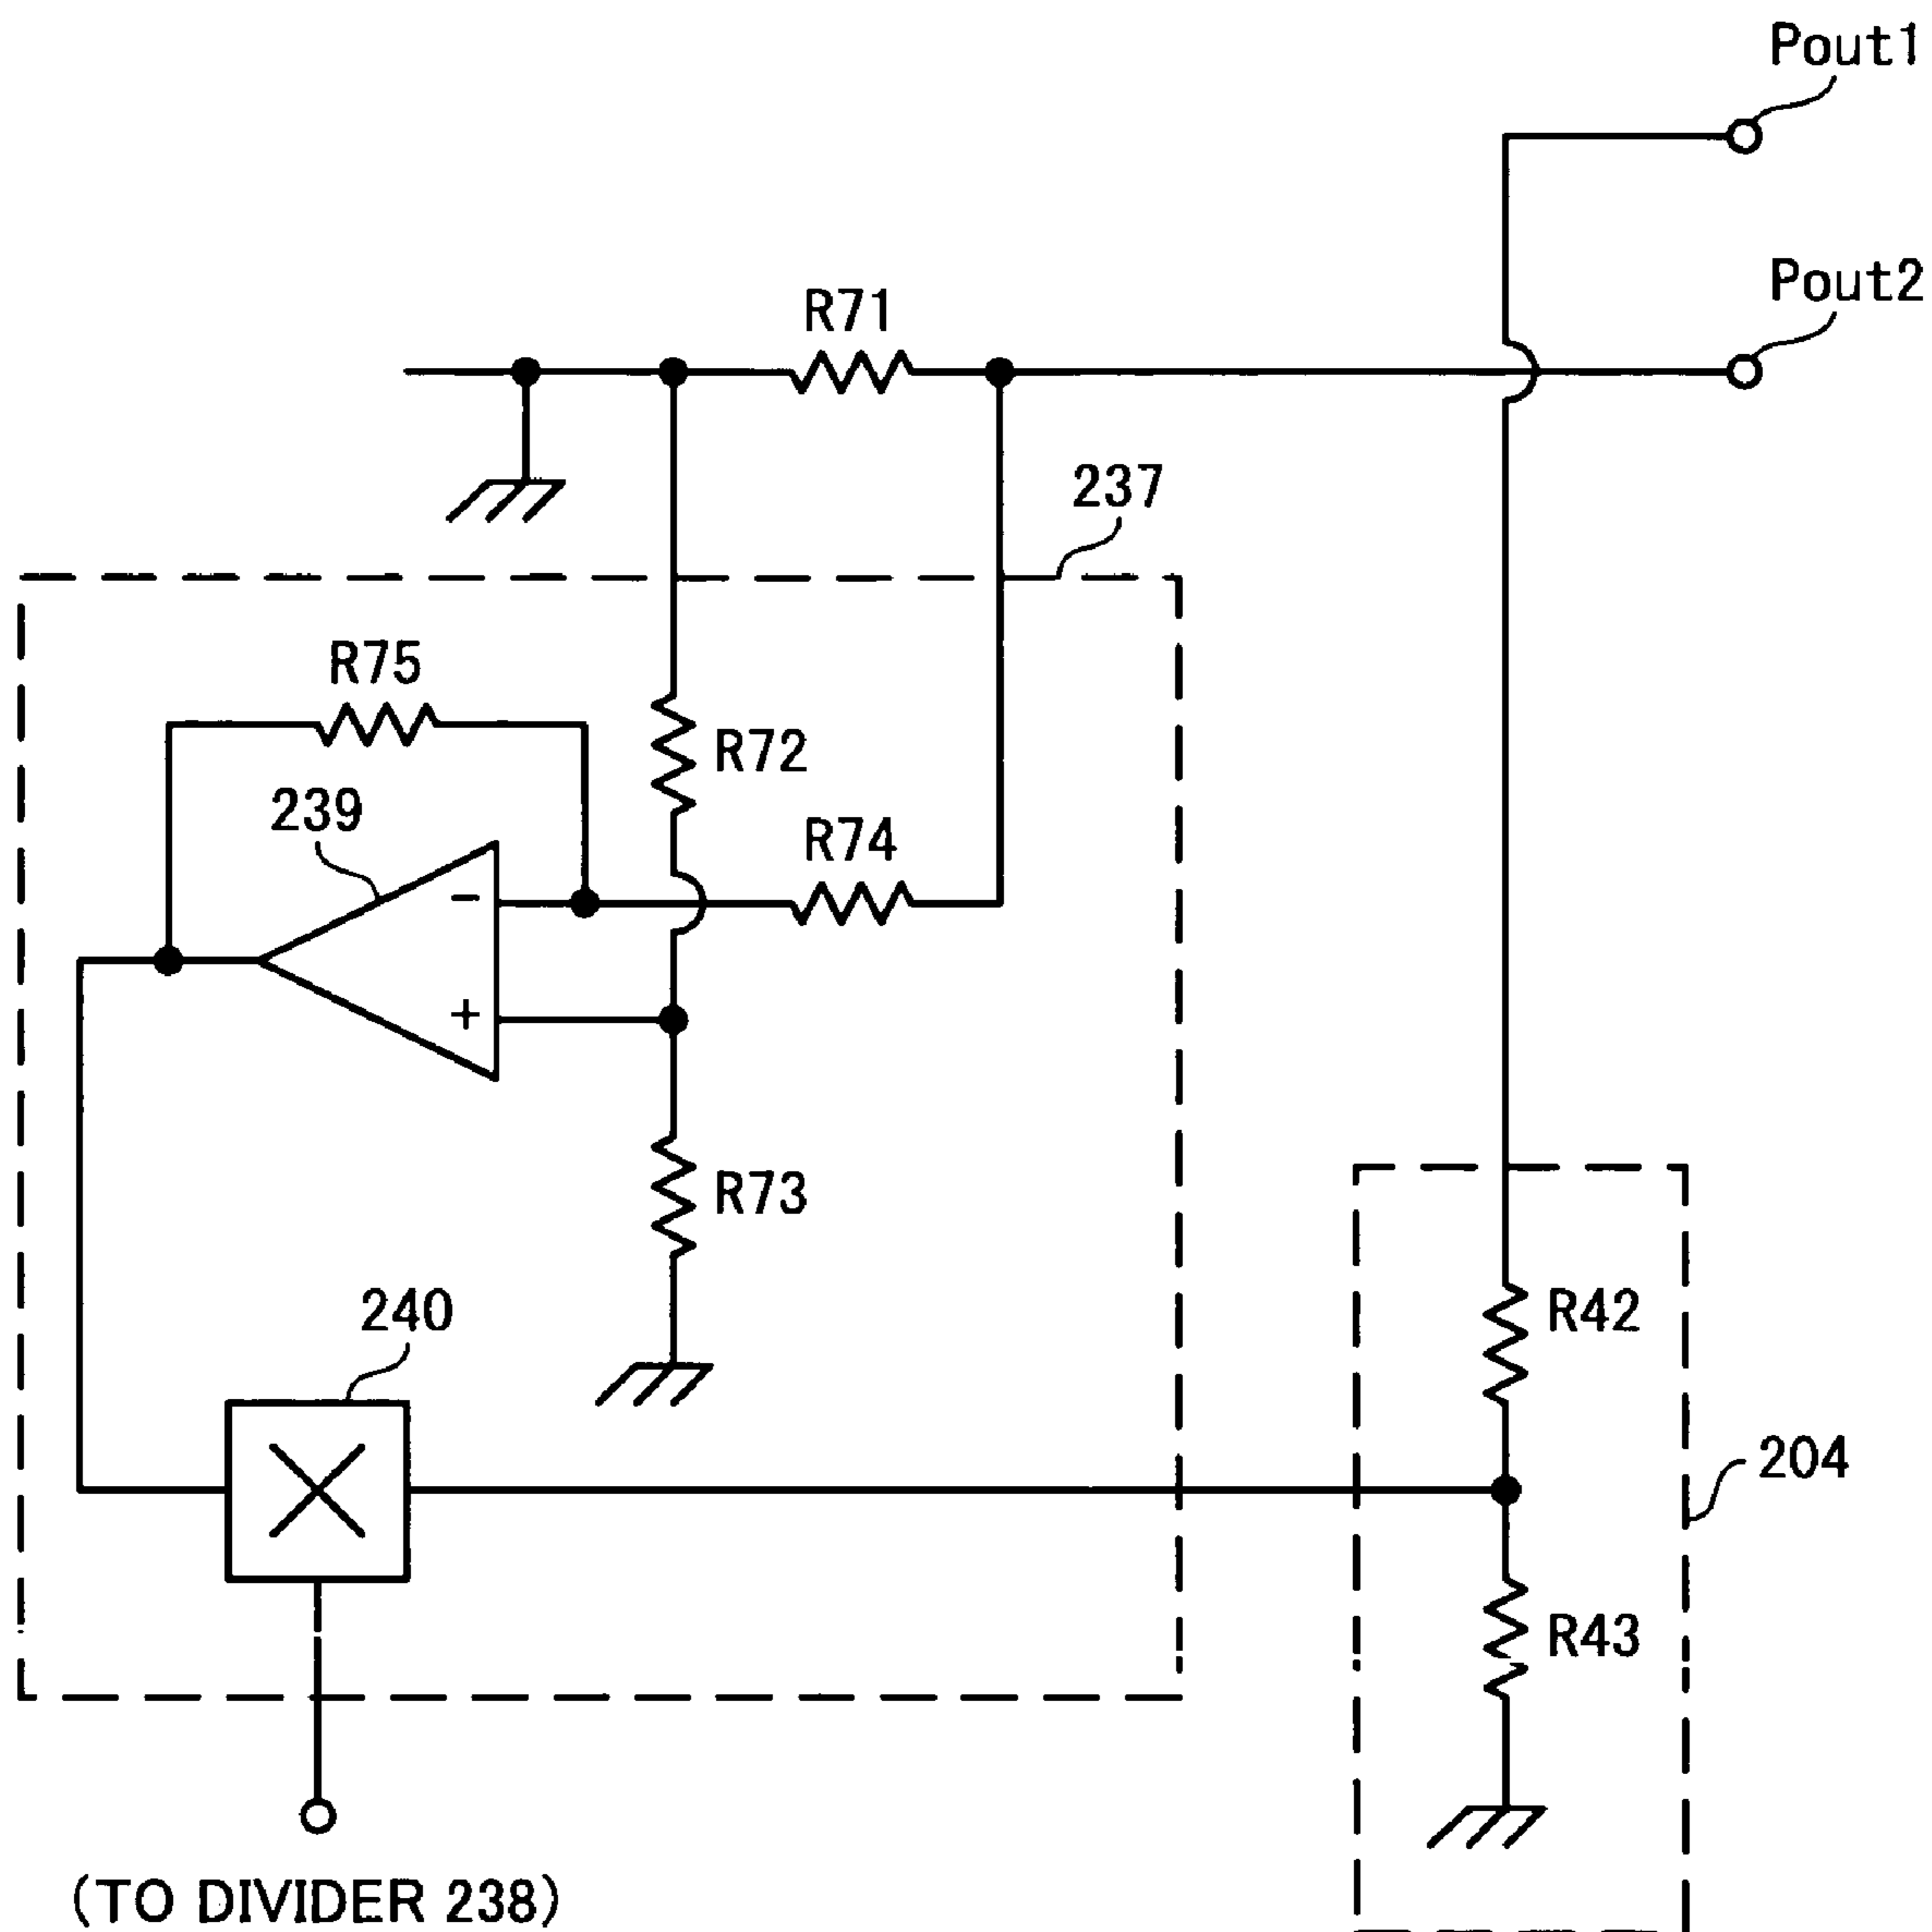 Pout1
Pout2
R71
237
R75
R72
239
R74
−
+
R73
240
R42
204
R43
(TO DIVIDER 238)